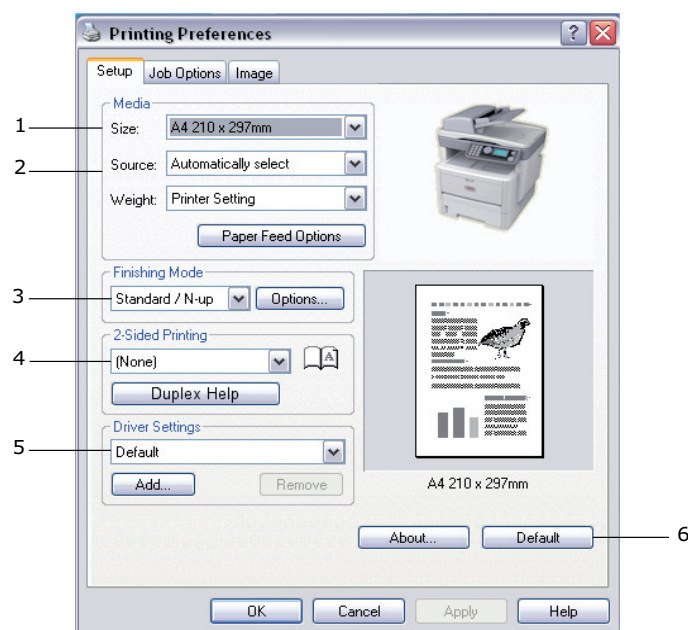 Printing Preferences
Setup Job Options Image
Media
1 Size: A4 210 x 297mm
2 Source: Automatically select
Weight: Printer Setting
Paper Feed Options
Finishing Mode
3 Standard / N-up Options...
2-Sided Printing
4 (None) A
Duplex Help
Driver Settings
5 Default
Add... Remove
A4 210 x 297mm
About... Default 6
OK Cancel Apply Help